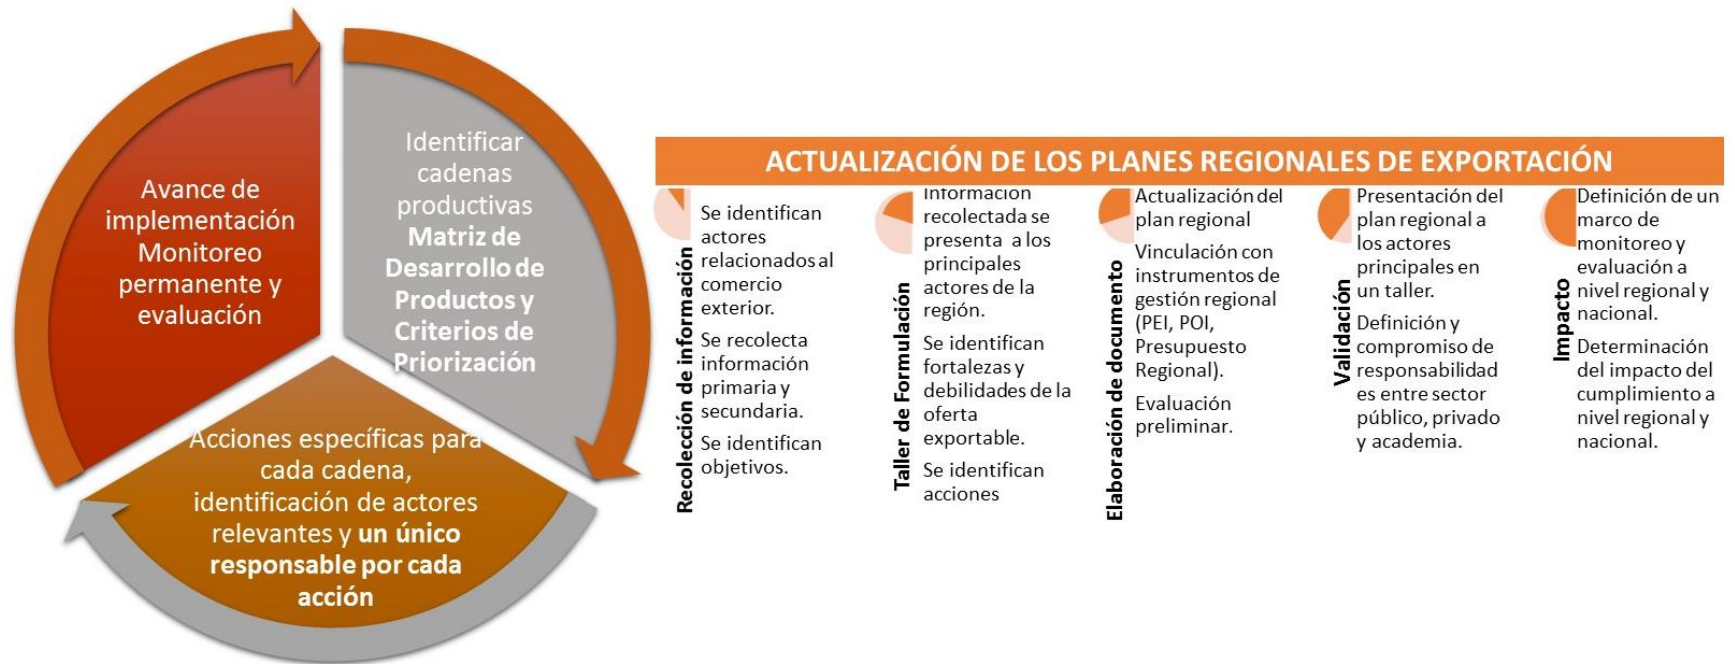 Avance de
implementación
Monitoreo
permanente y
evaluación
Identificar
cadenas
productivas
Matriz de
Desarrollo de
Productos y
Criterios de
Priorización
Acciones específicas para
cada cadena,
identificación de actores
relevantes y un único
responsable por cada
acción
ACTUALIZACIÓN DE LOS PLANES REGIONALES DE EXPORTACIÓN
Recolección de información
Se identifican
actores
relacionados al
comercio
exterior.
Se recolecta
información
primaria y
secundaria.
Se identifican
objetivos.
Taller de Formulación
Información
recolectada se
presenta a los
principales
actores de la
región.
Se identifican
fortalezas y
debilidades de la
oferta
exportable.
Se identifican
acciones
Elaboración de documento
Actualización del
plan regional
Vinculación con
instrumentos de
gestión regional
(PEI, POI,
Presupuesto
Regional).
Evaluación
preliminar.
Validación
Presentación del
plan regional a
los actores
principales en
un taller.
Definición y
compromiso de
responsabilidad
es entre sector
público, privado
y academia.
Impacto
Definición de un
marco de
monitoreo y
evaluación a
nivel regional y
nacional.
Determinación
del impacto del
cumplimiento a
nivel regional y
nacional.